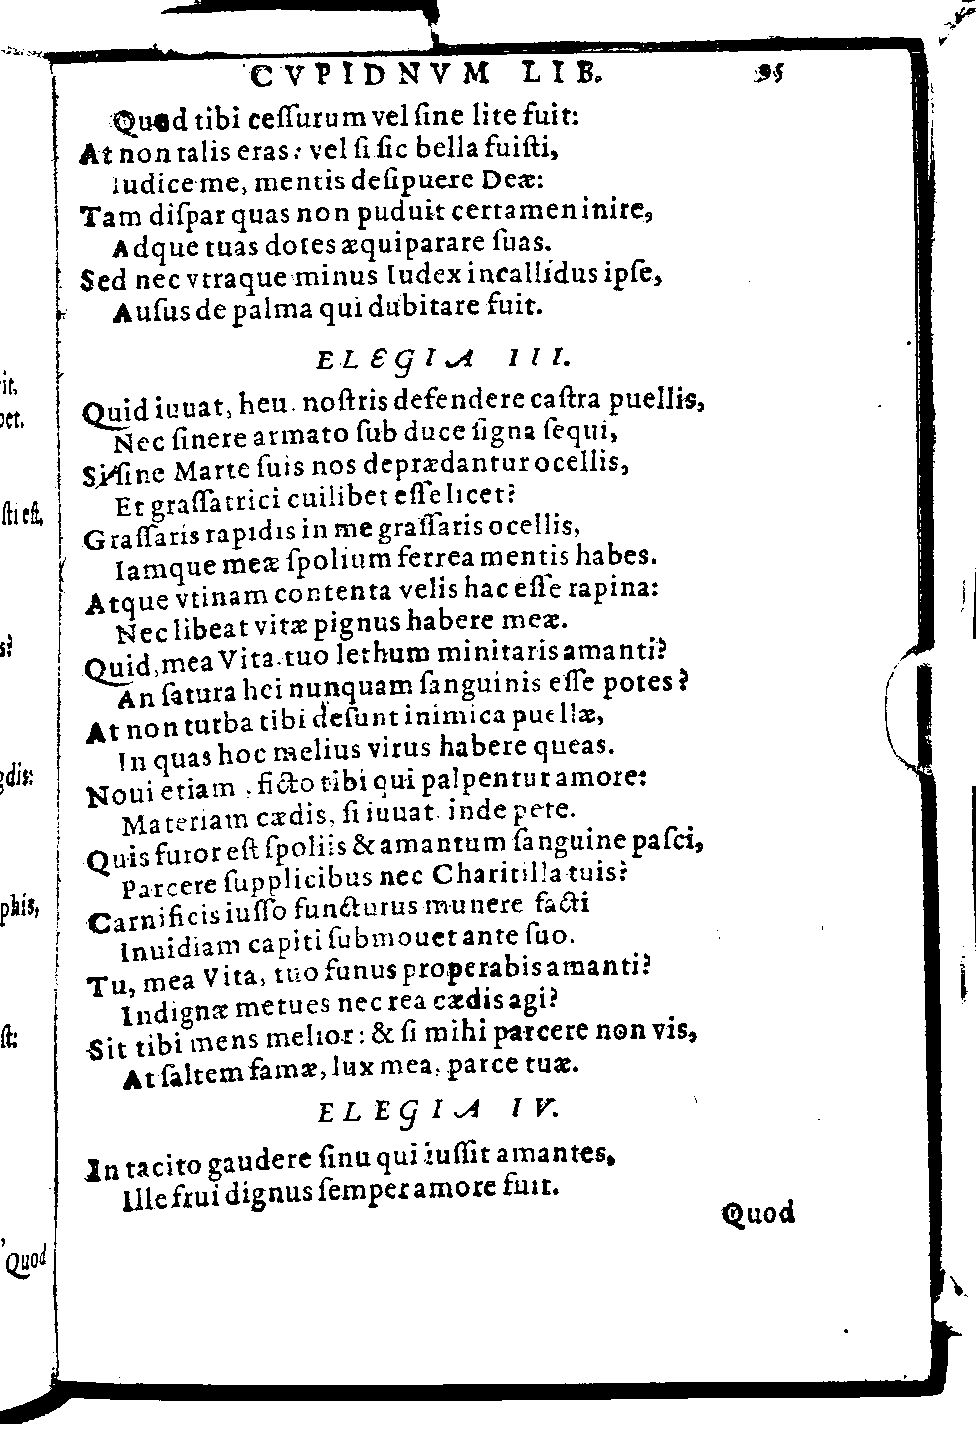 CVPIDNVM LIB. 95
Quod tibi ceſſurum vel ſine lite fuit:
At non talis eras: vel ſi ſic bella fuiſti,
Iudice me, mentis deſipuere Deæ:
Tam diſpar quas non puduit certamen inire,
Adque tuas dotes æquiparare ſuas.
Sed nec vtraque minus Iudex incallidus ipſe,
Auſus de palma qui dubitare fuit.
ELEGIA III.
Quid iuuat, heu. noſtris defendere caſtra puellis,
Nec ſinere armato ſub duce ſigna ſequi,
Si ſine Marte ſuis nos deprædantur ocellis,
Et graſſatrici cuilibet eſſe licet?
Graſſaris rapidis in me graſſaris ocellis,
Iamque meæ ſpolium ferrea mentis habes.
Atque vtinam contenta velis hac eſſe rapina:
Nec libeat vitæ pignus habere meæ.
Quid, mea Vita. tuo lethum minitaris amanti?
An ſatura hei nunquam ſanguinis eſſe potes?
At non turba tibi deſunt inimica puellæ,
In quas hoc melius virus habere queas.
Noui etiam, ficto tibi qui palpentur amore:
Materiam cædis, ſi iuuat. inde pete.
Quis furor eſt ſpoliis & amantum ſanguine paſci,
Parcere ſupplicibus nec Charitilla tuis?
Carnificis iuſſo functurus munere facti
Inuidiam capiti ſubmouet ante ſuo.
Tu, mea Vita, tuo funus properabis amanti?
Indignæ metues nec rea cædis agi?
Sit tibi mens melior: & ſi mihi parcere non vis,
At ſaltem famæ, lux mea. parce tuæ.
ELEGIA IV.
In tacito gaudere ſinu qui iuſſit amantes,
Ille frui dignus ſemper amore fuit.
Quod